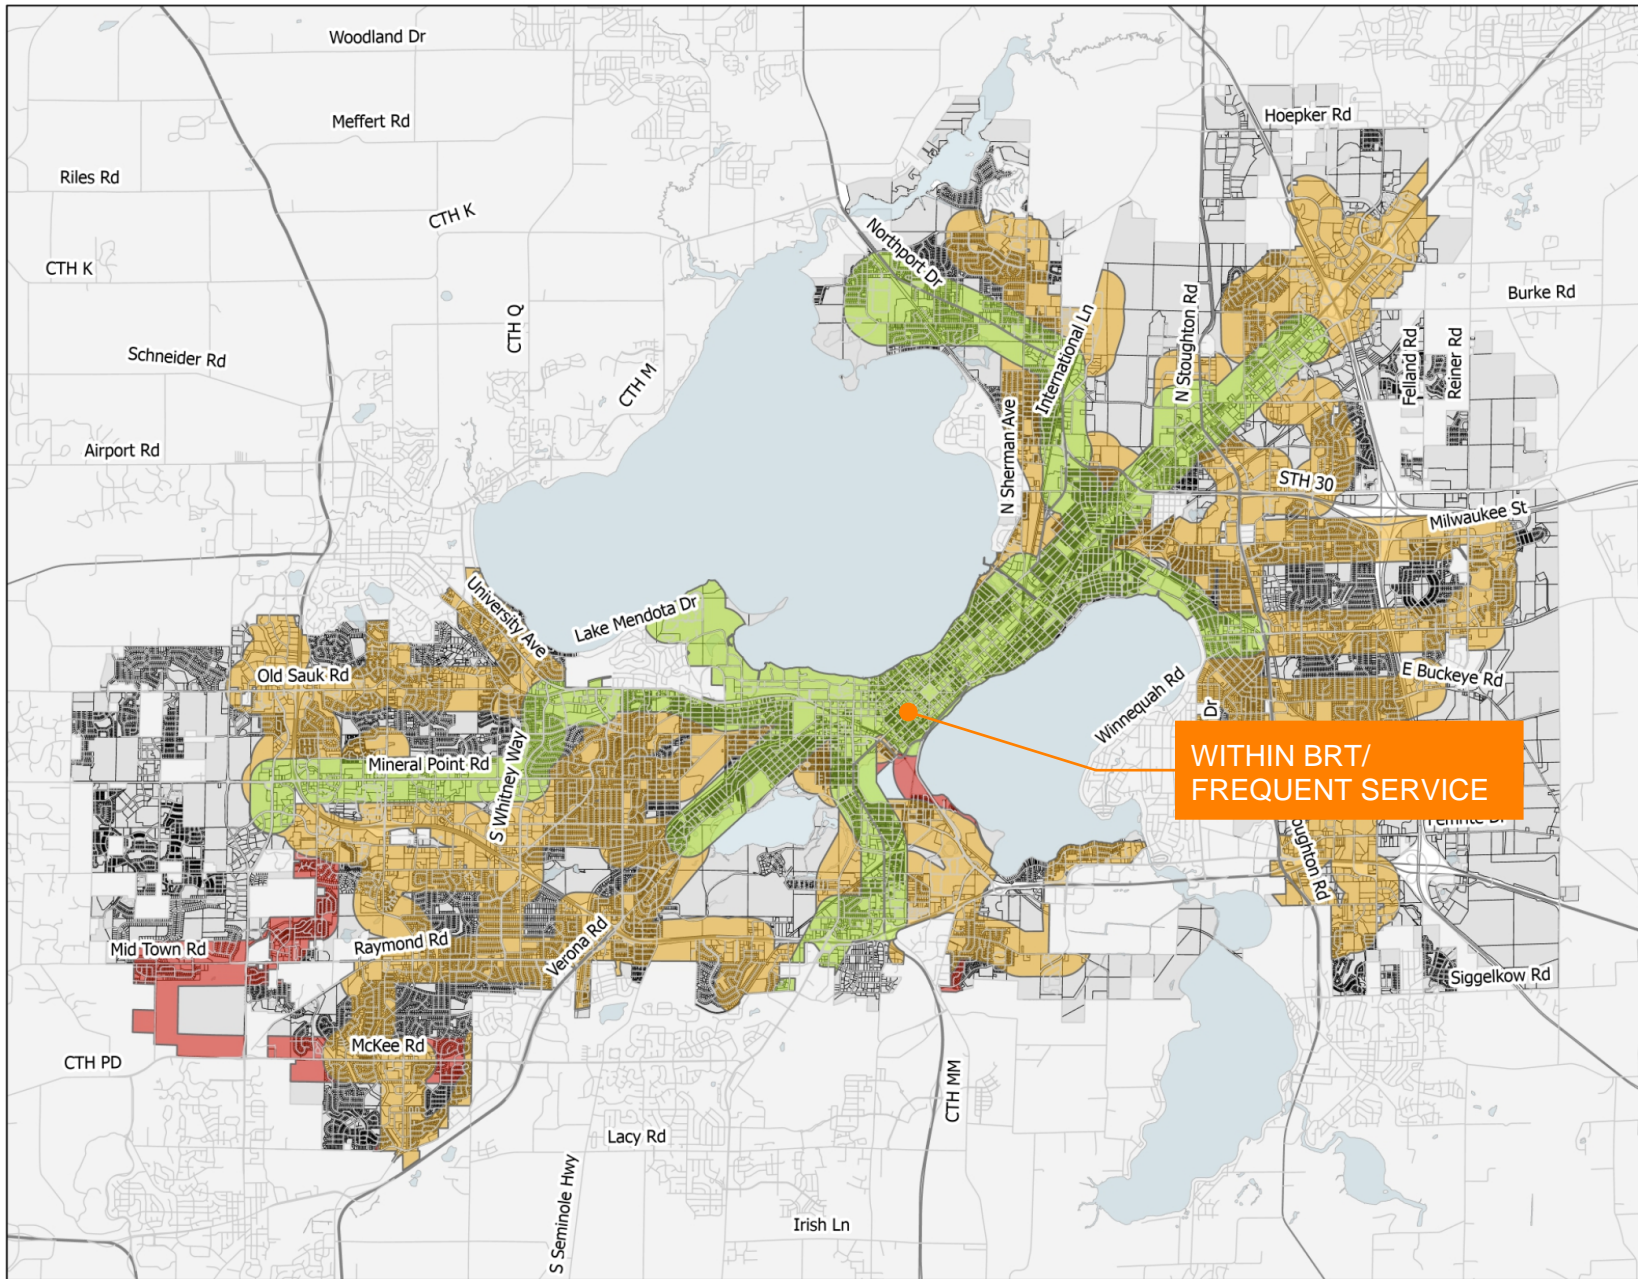 Woodland Dr
Hoepker Rd
Meffert Rd
Riles Rd
CTH K
Northport Dr
CTH K
Burke Rd
N Stoughton Rd
International Ln
CTH Q
Felland Rd
Reiner Rd
Schneider Rd
CTH M
N Sherman Ave
Airport Rd
STH 30
Milwaukee St
University Ave
Lake Mendota Dr
Old Sauk Rd
E Buckeye Rd
Winnequah Rd
Dr
S Whitney Way
Mineral Point Rd
WITHIN BRT/
FREQUENT SERVICE
oughton Rd
Mid Town Rd
Raymond Rd
Verona Rd
Siggelkow Rd
McKee Rd
CTH PD
CTH MM
Lacy Rd
S Seminole Hwy
Irish Ln